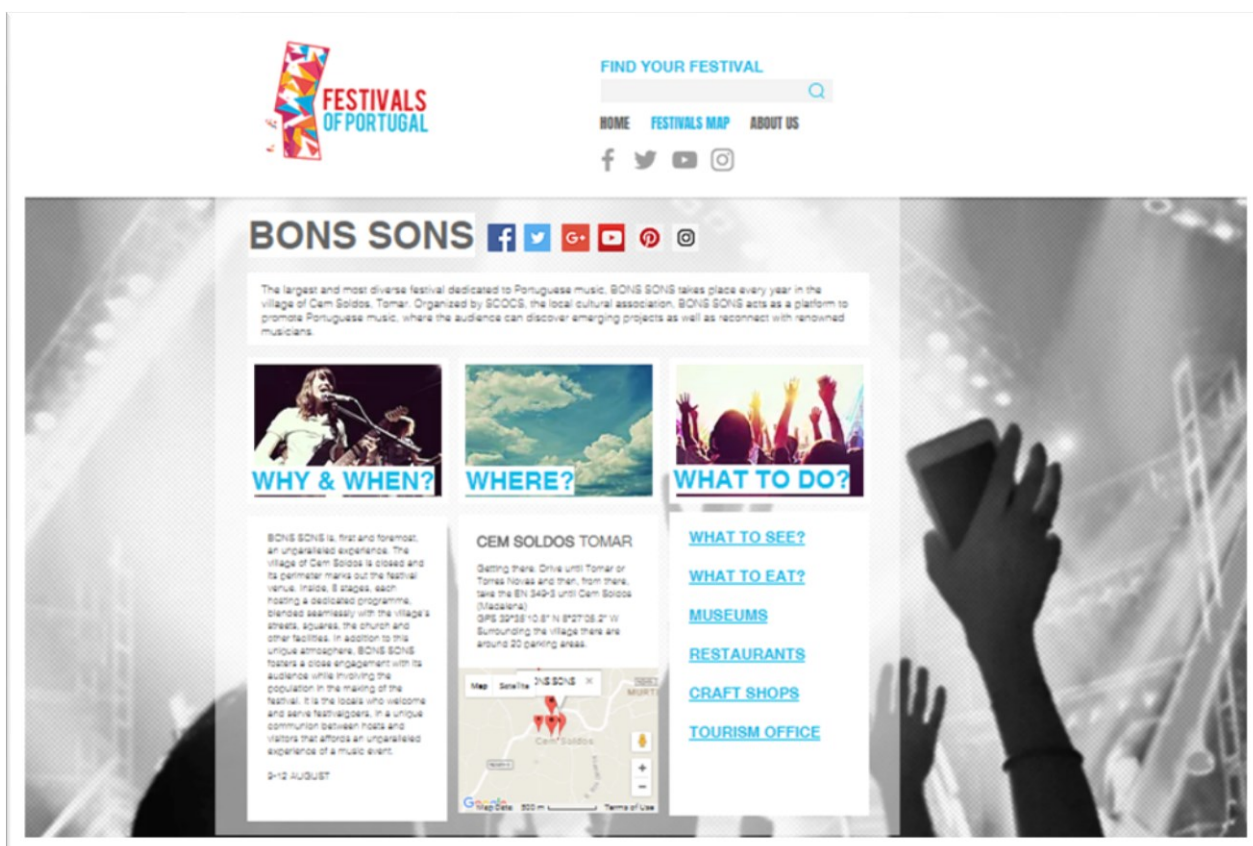 FESTIVALS
OF PORTUGAL
FIND YOUR FESTIVAL
HOME FESTIVALS MAP ABOUT US
BONS SONS
The largest and most diverse festival dedicated to Portuguese music, BONS SONS takes place every year in the
village of Cem Soldos, Tomar. Organized by SCOCS, the local cultural association, BONS SONS acts as a platform to
promote Portuguese music, where the audience can discover emerging projects as well as reconnect with renowned
musicians.
WHY & WHEN?
WHERE?
WHAT TO DO?
BONS SONS is, first and foremost,
an unparalleled experience. The
village of Cem Soldos is closed and
its perimeter marks out the festival
venue. Inside, 8 stages, each
hosting a dedicated programme,
blended seamlessly with the village's
streets, squares, the church and
other facilities. In addition to this
unique atmosphere, BONS SONS
fosters a close engagement with its
audience while involving the
population in the making of the
festival. It is the locals who welcome
and serve festivalgoers, in a unique
communion between hosts and
visitors that affords an unparalleled
experience of a music event.
9-12 AUGUST
CEM SOLDOS TOMAR
Getting there: Drive until Tomar or
Torres Novas and then, from there,
take the EN 349-3 until Cem Soldos
(Madalena)
GPS 39°35'10.8" N 8°27'05.2" W
Surrounding the village there are
around 20 parking areas.
Map Satellite
NS SONS ×
MURT
Cem Soldos
Google Map Data 500 m Terms of Use
WHAT TO SEE?
WHAT TO EAT?
MUSEUMS
RESTAURANTS
CRAFT SHOPS
TOURISM OFFICE